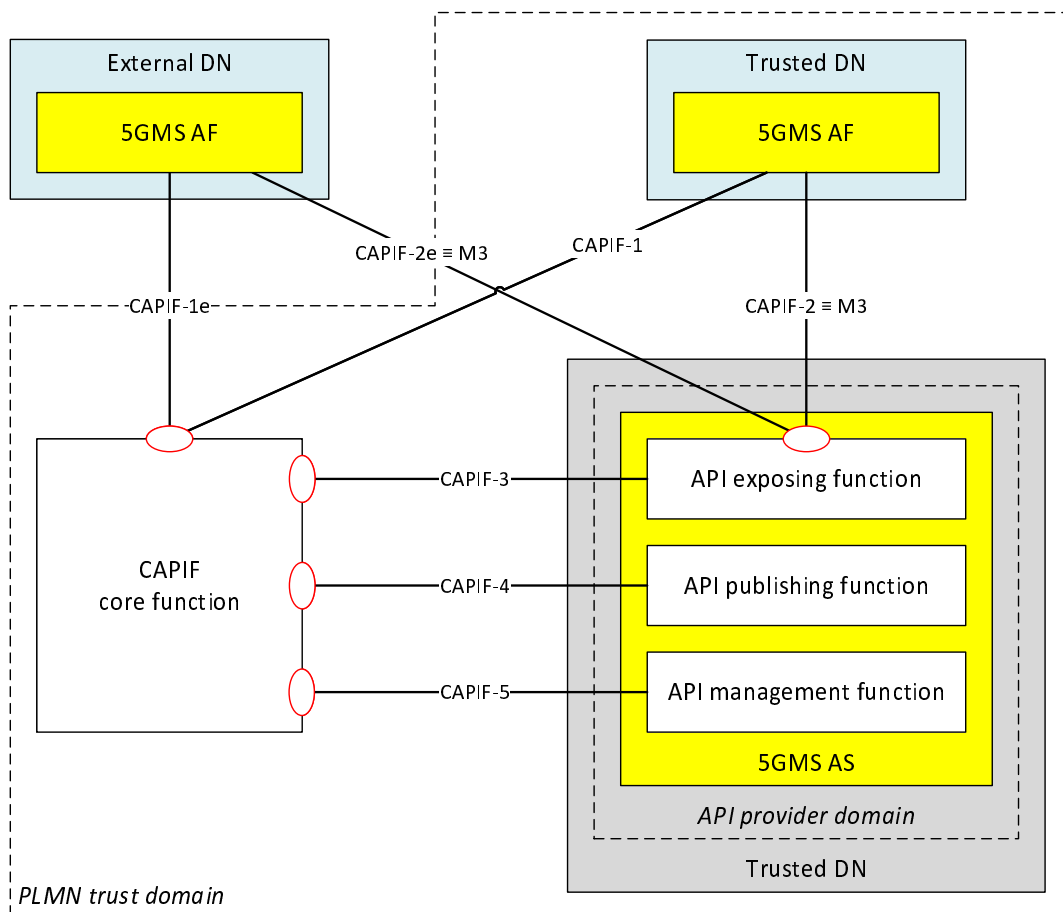 External DN
Trusted DN
5GMS AF
5GMS AF
CAPIF-2e ≡ M3
CAPIF-1
CAPIF-1e
CAPIF-2 ≡ M3
CAPIF-3
API exposing function
CAPIF
core function
CAPIF-4
API publishing function
CAPIF-5
API management function
5GMS AS
API provider domain
Trusted DN
PLMN trust domain